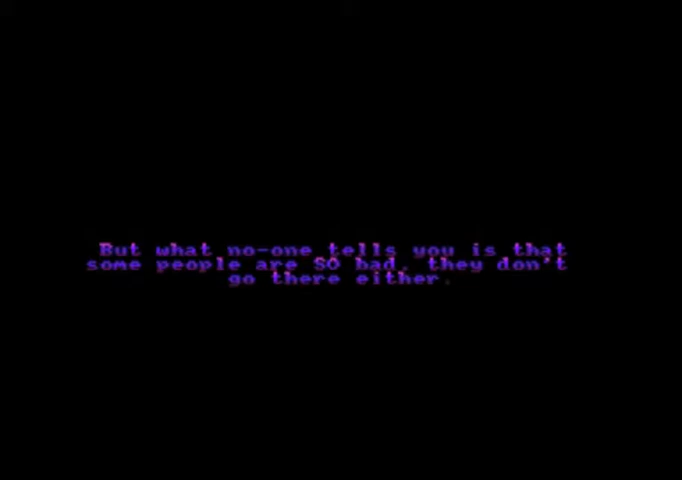 But what no-one tells you is that
some people are SO bad, they don't
go there either.